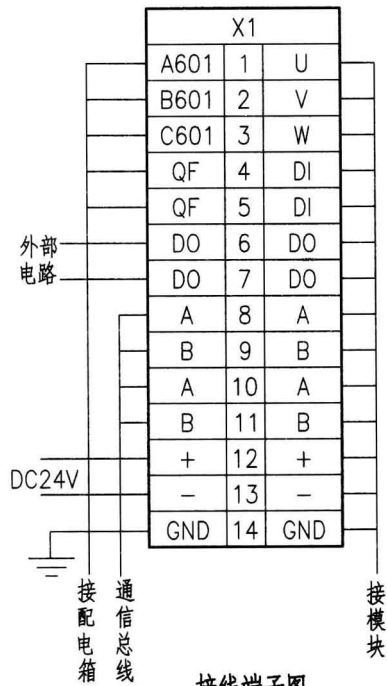 X1
A601 1 U
B601 2 V
C601 3 W
QF 4 DI
QF 5 DI
外部电路
DO 6 DO
DO 7 DO
A 8 A
B 9 B
A 10 A
B 11 B
DC24V
+ 12 +
- 13 -
GND 14 GND
接配电箱
通信总线
接模块
接线端子图